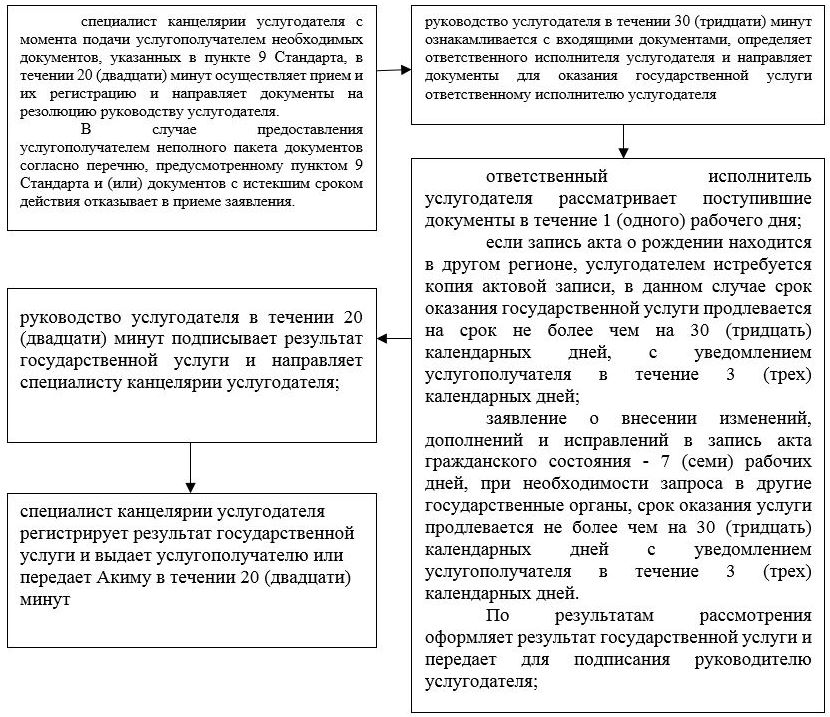 специалист канцелярии услугодателя с
момента подачи услугополучателем необходимых
документов, указанных в пункте 9 Стандарта, в
течении 20 (двадцати) минут осуществляет прием и
их регистрацию и направляет документы на
резолюцию руководству услугодателя.
В случае предоставления
услугополучателем неполного пакета документов
согласно перечню, предусмотренному пунктом 9
Стандарта и (или) документов с истекшим сроком
действия отказывает в приеме заявления.
руководство услугодателя в течении 30 (тридцати) минут
ознакамливается с входящими документами, определяет
ответственного исполнителя услугодателя и направляет
документы для оказания государственной услуги
ответственному исполнителю услугодателя
ответственный исполнитель
услугодателя рассматривает поступившие
документы в течение 1 (одного) рабочего дня;
если запись акта о рождении находится
в другом регионе, услугодателем истребуется
копия актовой записи, в данном случае срок
оказания государственной услуги продлевается
на срок не более чем на 30 (тридцать)
календарных дней, с уведомлением
услугополучателя в течение 3 (трех)
календарных дней;
заявление о внесении изменений,
дополнений и исправлений в запись акта
гражданского состояния - 7 (семи) рабочих
дней, при необходимости запроса в другие
государственные органы, срок оказания услуги
продлевается не более чем на 30 (тридцать)
календарных дней с уведомлением
услугополучателя в течение 3 (трех)
календарных дней.
По результатам рассмотрения
оформляет результат государственной услуги и
передает для подписания руководителю
услугодателя;
руководство услугодателя в течении 20
(двадцати) минут подписывает результат
государственной услуги и направляет
специалисту канцелярии услугодателя;
специалист канцелярии услугодателя
регистрирует результат государственной
услуги и выдает услугополучателю или
передает Акиму в течении 20 (двадцати)
минут